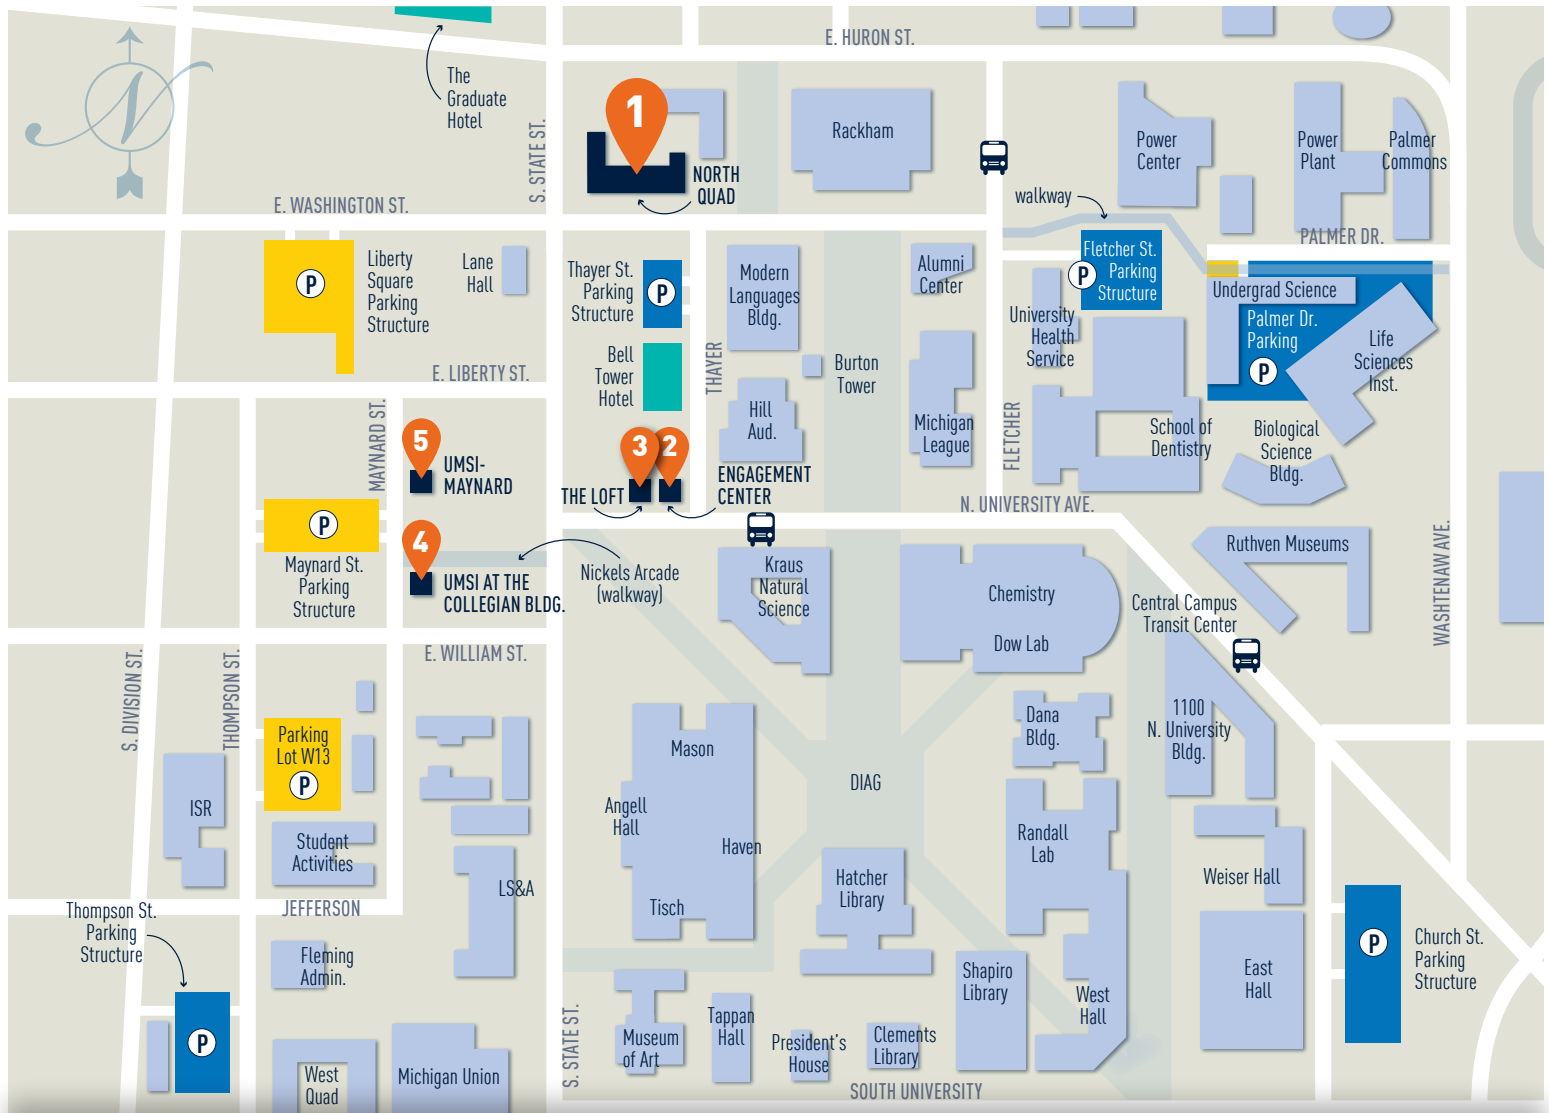 E. HURON ST.
The
Graduate
Hotel
N
1
S. STATE ST.
NORTH
QUAD
Rackham
Power
Center
Power
Plant
Palmer
Commons
walkway
E. WASHINGTON ST.
PALMER DR.
Liberty
Square
Parking
Structure
P
Lane
Hall
Thayer St.
Parking
Structure
P
Modern
Languages
Bldg.
Alumni
Center
Fletcher St.
Parking
Structure
P
Undergrad Science
Palmer Dr.
Parking
P
Life
Sciences
Inst.
University
Health
Service
E. LIBERTY ST.
Bell
Tower
Hotel
THAYER
Burton
Tower
Hill
Aud.
Michigan
League
FLETCHER
School of
Dentistry
Biological
Science
Bldg.
MAYNARD ST.
5
UMSI-
MAYNARD
3
2
THE LOFT
ENGAGEMENT
CENTER
N. UNIVERSITY AVE.
P
Maynard St.
Parking
Structure
4
UMSI AT THE
COLLEGIAN BLDG.
Nickels Arcade
(walkway)
Kraus
Natural
Science
Chemistry
Dow Lab
Ruthven Museums
Central Campus
Transit Center
WASHTENAW AVE.
E. WILLIAM ST.
S. DIVISION ST.
THOMPSON ST.
Parking
Lot W13
P
ISR
Student
Activities
LS&A
Mason
Angell
Hall
Haven
Tisch
DIAG
Dana
Bldg.
1100
N. University
Bldg.
Randall
Lab
Hatcher
Library
Weiser Hall
JEFFERSON
Thompson St.
Parking
Structure
P
Fleming
Admin.
West
Quad
Michigan Union
S. STATE ST.
Museum
of Art
Tappan
Hall
President's
House
Clements
Library
Shapiro
Library
West
Hall
East
Hall
P
Church St.
Parking
Structure
SOUTH UNIVERSITY